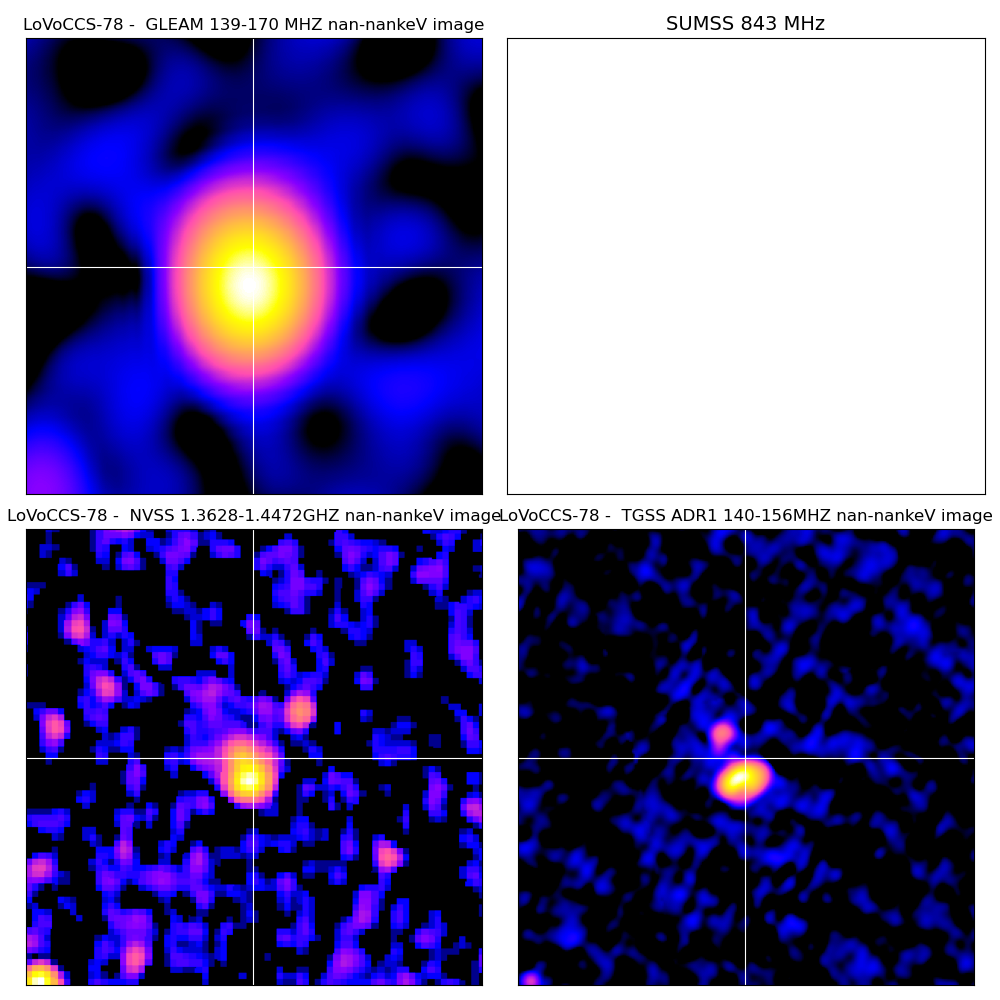 LoVoCCS-78 -  GLEAM 139-170 MHZ nan-nankeV image
SUMSS 843 MHz
LoVoCCS-78 -  NVSS 1.3628-1.4472GHZ nan-nankeV image
LoVoCCS-78 -  TGSS ADR1 140-156MHZ nan-nankeV image